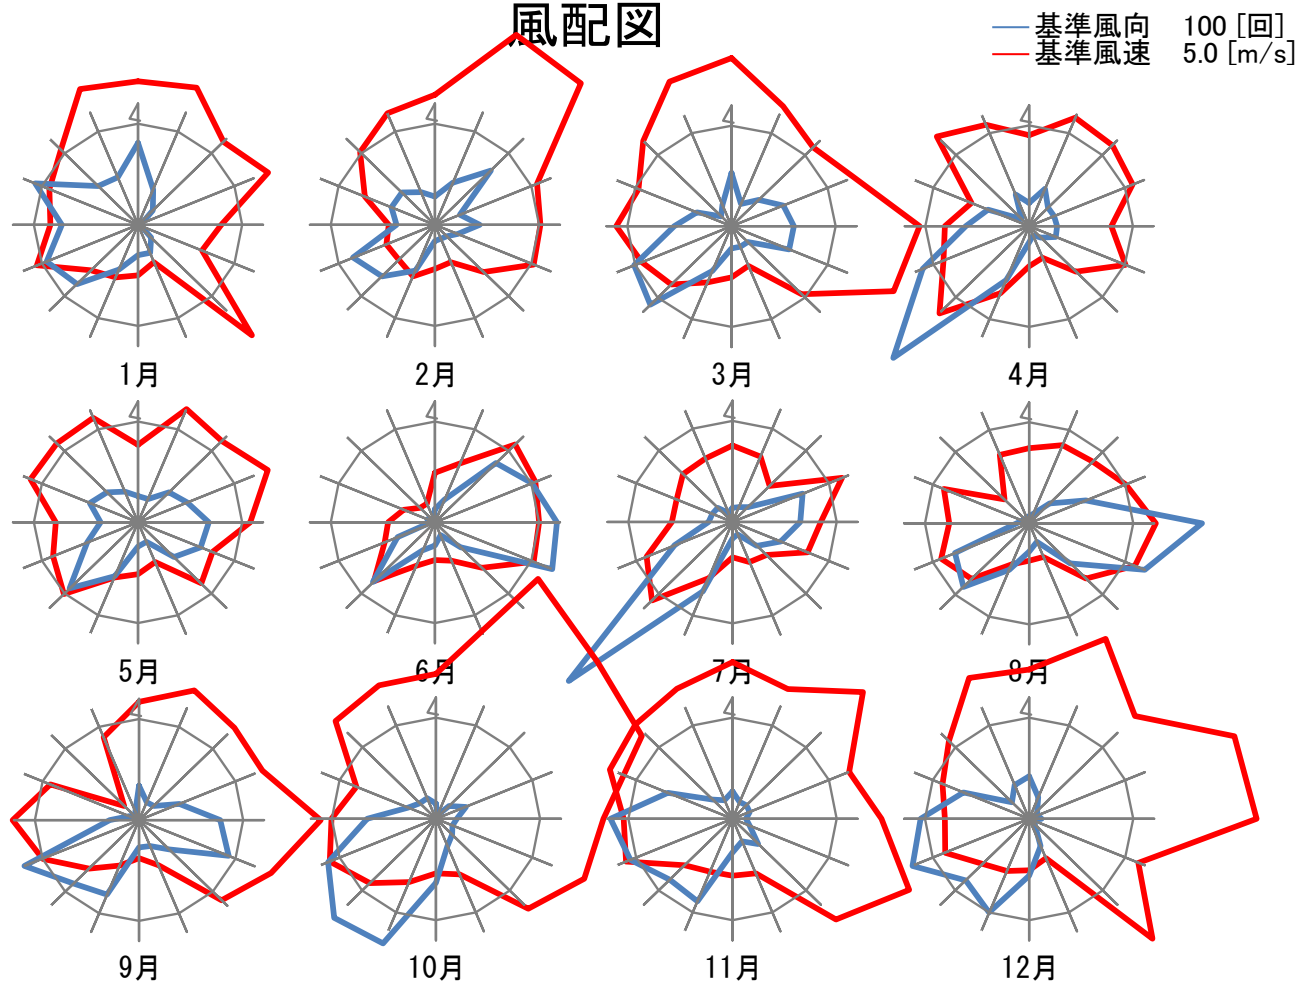 風配図
基準風向 100 [回]
基準風速 5.0 [m/s]
1月
2月
3月
4月
5月
6月
7月
8月
9月
10月
11月
12月